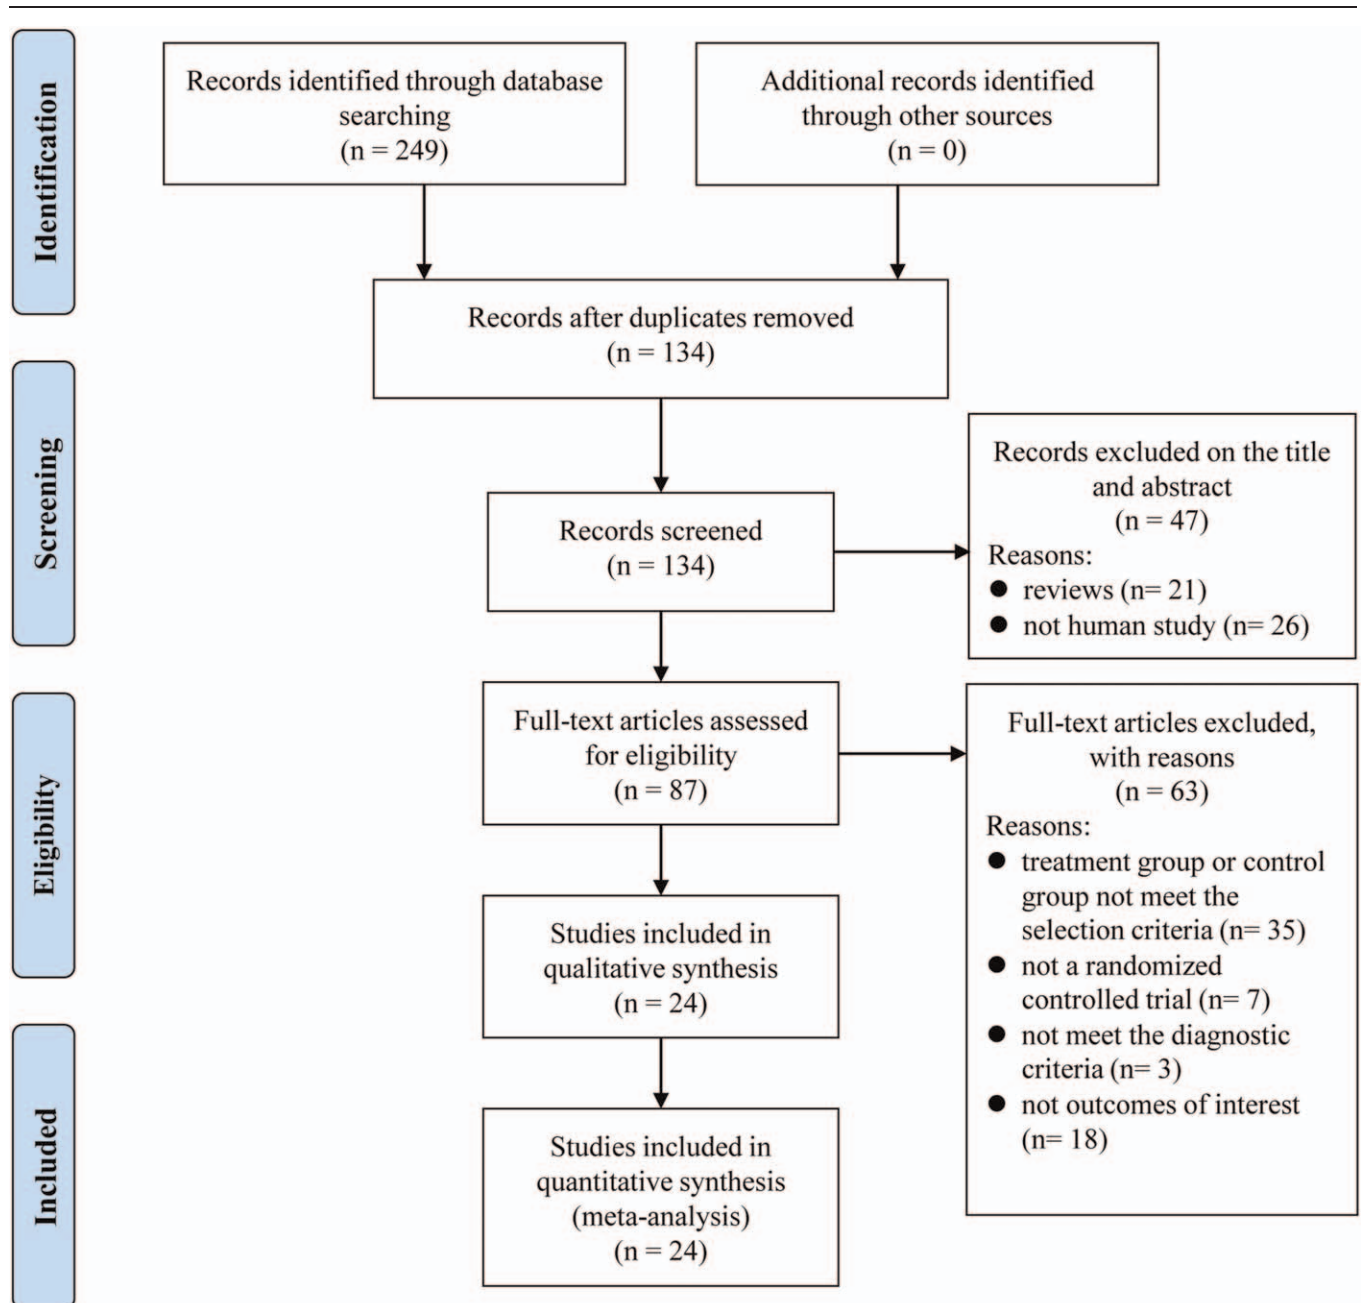 Identification
Records identified through database
searching
(n = 249)
Additional records identified
through other sources
(n = 0)
Records after duplicates removed
(n = 134)
Screening
Records screened
(n = 134)
Records excluded on the title
and abstract
(n = 47)
Reasons:
● reviews (n= 21)
● not human study (n= 26)
Eligibility
Full-text articles assessed
for eligibility
(n = 87)
Full-text articles excluded,
with reasons
(n = 63)
Reasons:
● treatment group or control
group not meet the
selection criteria (n= 35)
● not a randomized
controlled trial (n= 7)
● not meet the diagnostic
criteria (n= 3)
● not outcomes of interest
(n= 18)
Studies included in
qualitative synthesis
(n = 24)
Included
Studies included in
quantitative synthesis
(meta-analysis)
(n = 24)